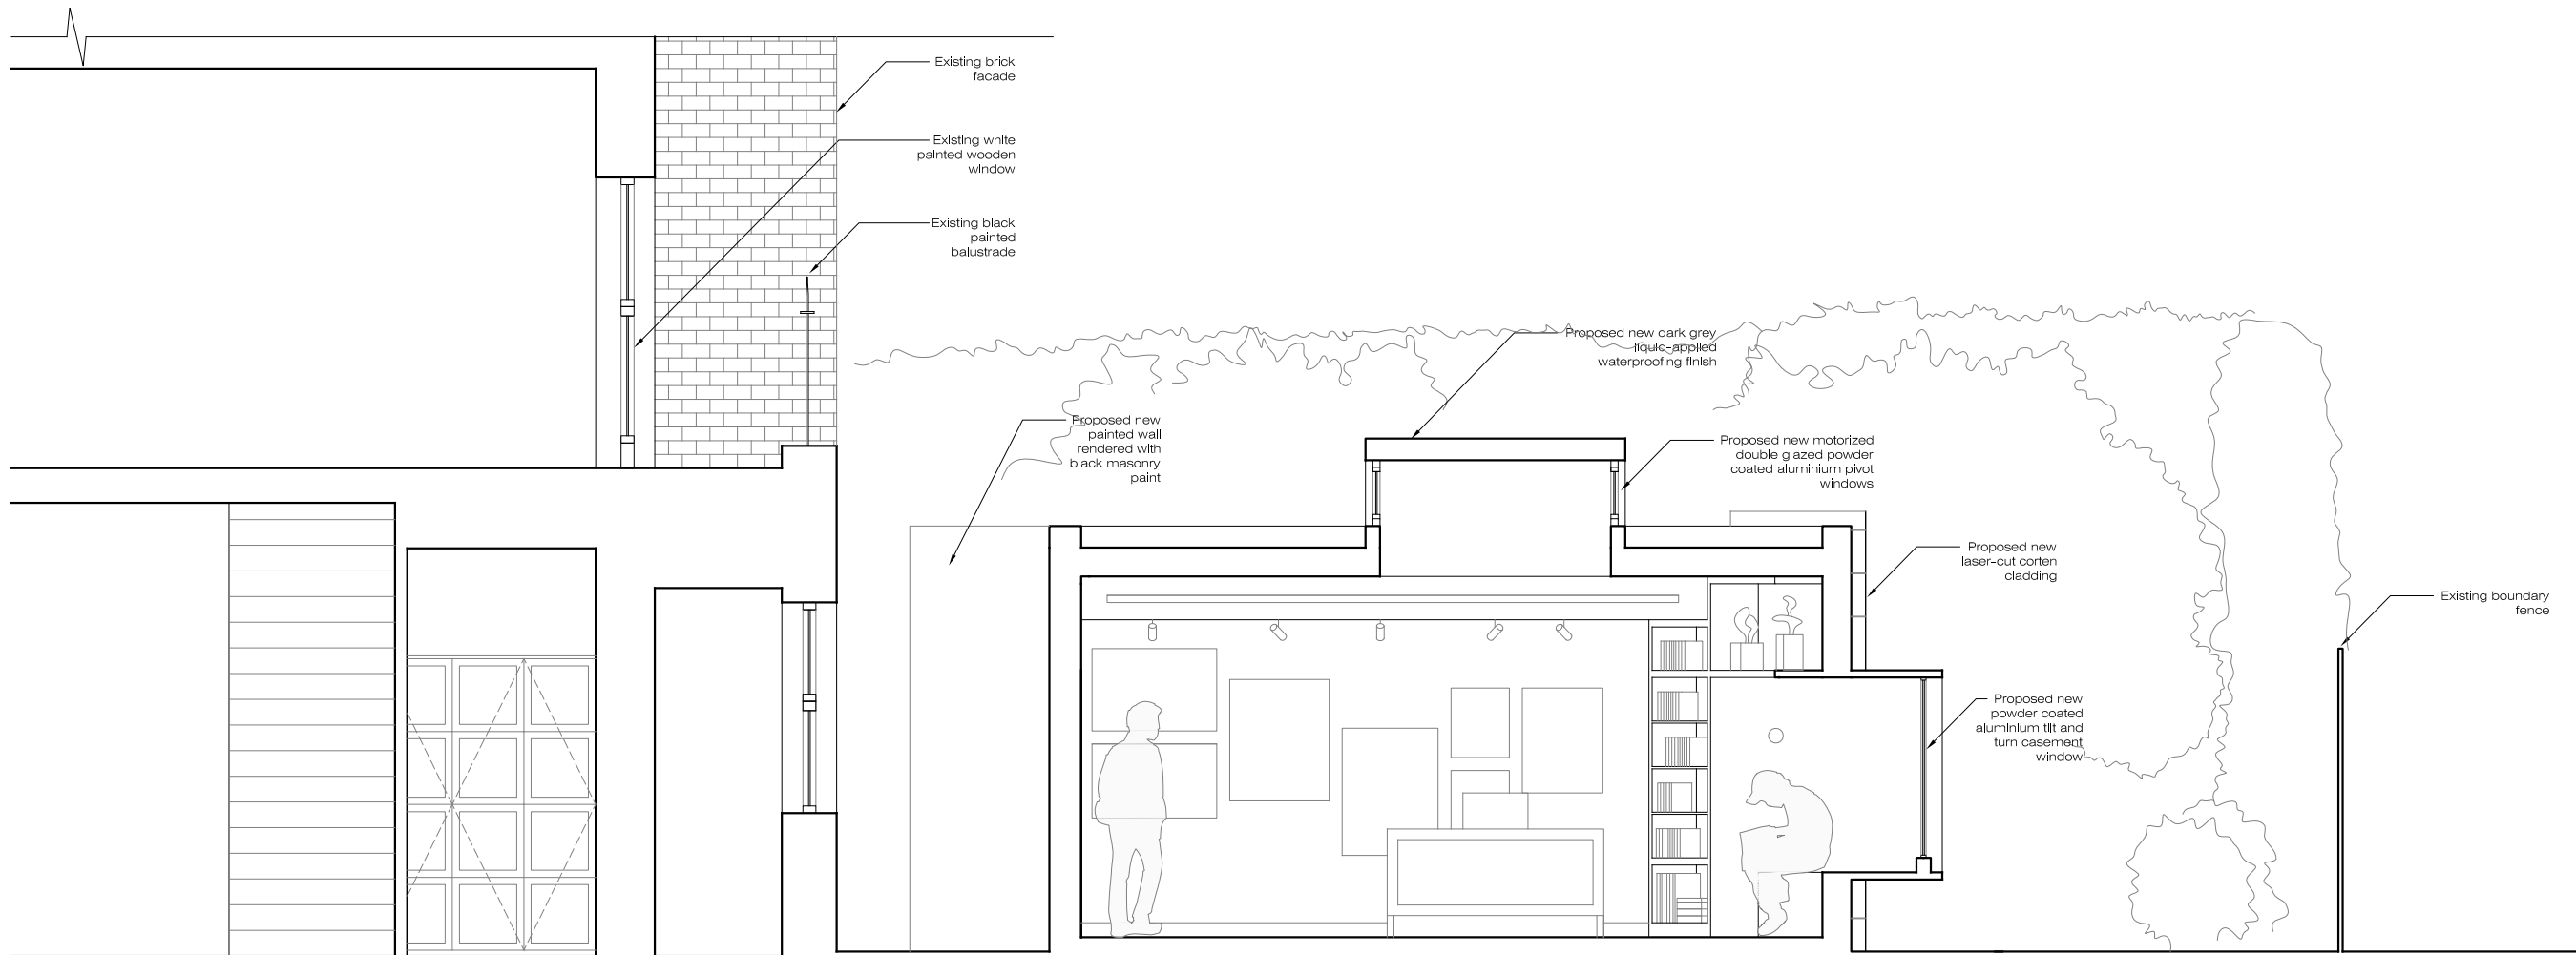 Existing brick
facade
Existing white
painted wooden
window
Existing black
painted
balustrade
Proposed new dark grey
liquid-applied
waterproofing finish
Proposed new
painted wall
rendered with
black masonry
paint
Proposed new motorized
double glazed powder
coated aluminium pivot
windows
Proposed new
laser-cut corten
cladding
Existing boundary
fence
Proposed new
powder coated
aluminium tilt and
turn casement
window